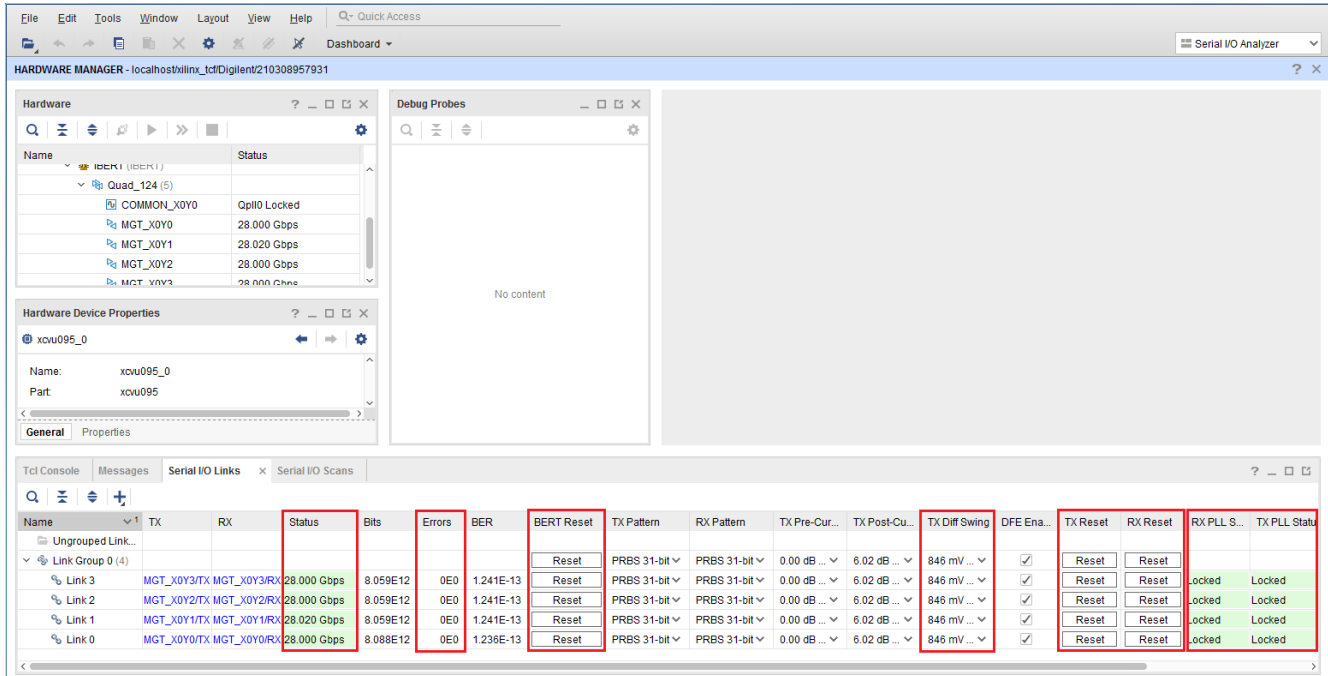 File Edit Tools Window Layout View Help Quick Access
Dashboard Serial I/O Analyzer
HARDWARE MANAGER - localhost/xilinx_tcf/Digilent/210308957931 ? ×
Hardware ?
Name Status
IBERT (IBERT)
Quad_124 (5)
COMMON_X0Y0 Qpll0 Locked
MGT_X0Y0 28.000 Gbps
MGT_X0Y1 28.020 Gbps
MGT_X0Y2 28.000 Gbps
MGT_X0Y3 28.000 Gbps
Hardware Device Properties ?
xcvu095_0
Name: xcvu095_0
Part: xcvu095
General Properties
Debug Probes
No content
Tcl Console Messages Serial I/O Links × Serial I/O Scans ?
Name 1 TX RX Status Bits Errors BER BERT Reset TX Pattern RX Pattern TX Pre-Cur... TX Post-Cu... TX Diff Swing DFE Ena... TX Reset RX Reset RX PLL S... TX PLL Statu
Ungrouped Link...
Link Group 0 (4) Reset PRBS 31-bit PRBS 31-bit 0.00 dB ... 6.02 dB ... 846 mV ... Reset Reset
Link 3 MGT_X0Y3/TX MGT_X0Y3/RX 28.000 Gbps 8.059E12 0E0 1.241E-13 Reset PRBS 31-bit PRBS 31-bit 0.00 dB ... 6.02 dB ... 846 mV ... Reset Reset Locked Locked
Link 2 MGT_X0Y2/TX MGT_X0Y2/RX 28.000 Gbps 8.059E12 0E0 1.241E-13 Reset PRBS 31-bit PRBS 31-bit 0.00 dB ... 6.02 dB ... 846 mV ... Reset Reset Locked Locked
Link 1 MGT_X0Y1/TX MGT_X0Y1/RX 28.000 Gbps 8.059E12 0E0 1.241E-13 Reset PRBS 31-bit PRBS 31-bit 0.00 dB ... 6.02 dB ... 846 mV ... Reset Reset Locked Locked
Link 0 MGT_X0Y0/TX MGT_X0Y0/RX 28.000 Gbps 8.088E12 0E0 1.236E-13 Reset PRBS 31-bit PRBS 31-bit 0.00 dB ... 6.02 dB ... 846 mV ... Reset Reset Locked Locked